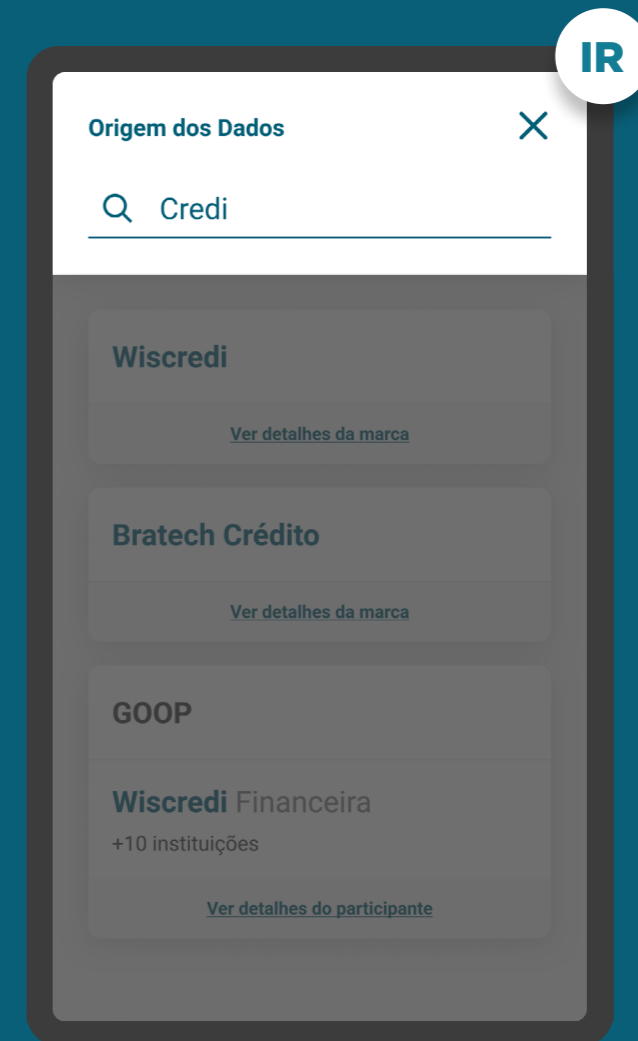 IR
Origem dos Dados
Credi
Wiscredi
Ver detalhes da marca
Bratech Crédito
Ver detalhes da marca
GOOP
Wiscredi Financeira
+10 instituições
Ver detalhes do participante